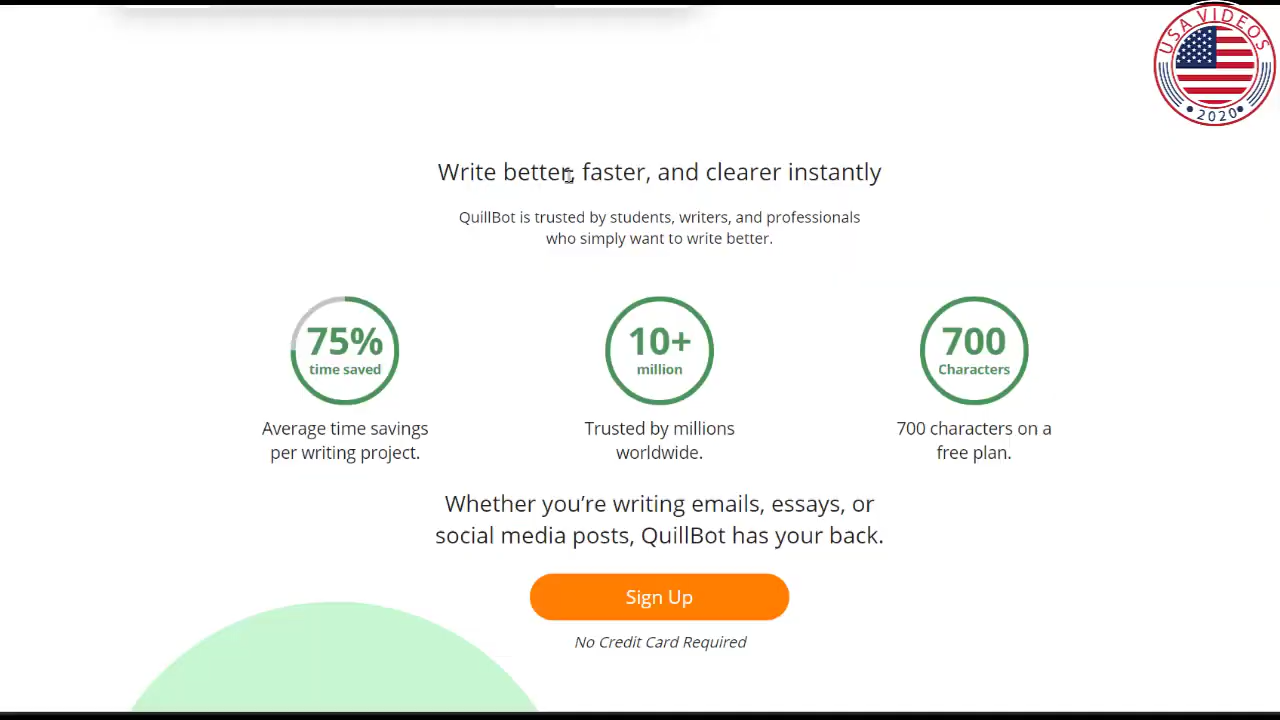 USA VIDEOS
2020
Write better, faster, and clearer instantly
QuillBot is trusted by students, writers, and professionals
who simply want to write better.
75%
time saved
10+
million
700
Characters
Average time savings
per writing project.
Trusted by millions
worldwide.
700 characters on a
free plan.
Whether you’re writing emails, essays, or
social media posts, QuillBot has your back.
Sign Up
No Credit Card Required